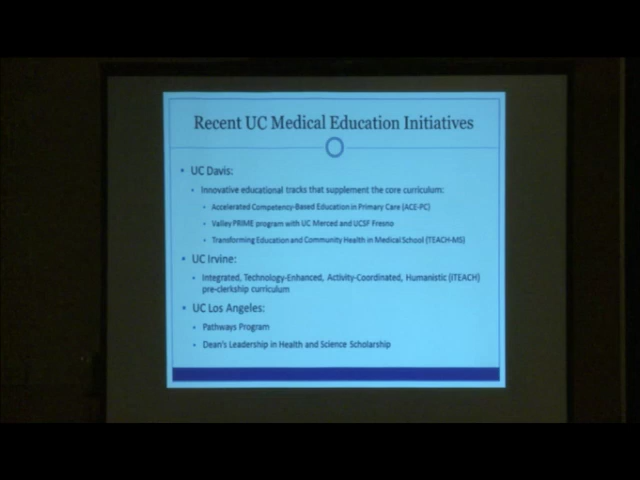 Recent UC Medical Education Initiatives
• UC Davis:
• Innovative educational tracks that supplement the core curriculum:
• Accelerated Competency-Based Education in Primary Care (ACE-PC)
• Valley PRIME program with UC Merced and UCSF Fresno
• Transforming Education and Community Health in Medical School (TEACH-MS)
• UC Irvine:
• Integrated, Technology-Enhanced, Activity-Coordinated, Humanistic (iTEACH)
pre-clerkship curriculum
• UC Los Angeles:
• Pathways Program
• Dean's Leadership in Health and Science Scholarship